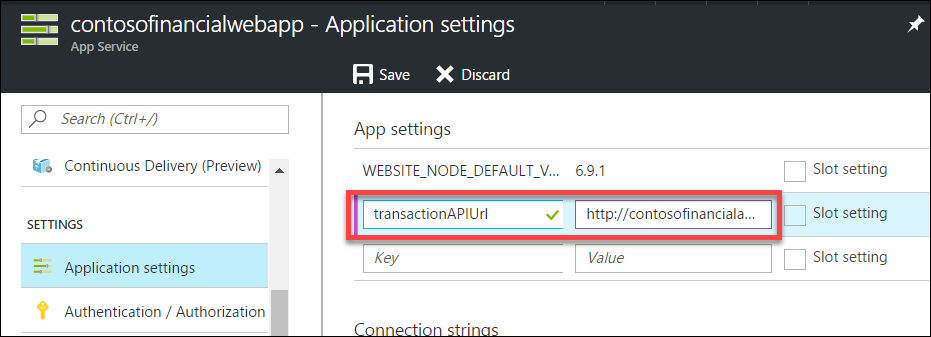 contosofinancialwebapp - Application settings
App Service
Save Discard
Search (Ctrl+/)
Continuous Delivery (Preview)
SETTINGS
Application settings
Authentication / Authorization
App settings
WEBSITE_NODE_DEFAULT_V... 6.9.1 Slot setting
transactionAPIUrl http://contosofinanciala... Slot setting
Key Value Slot setting
Connection strings